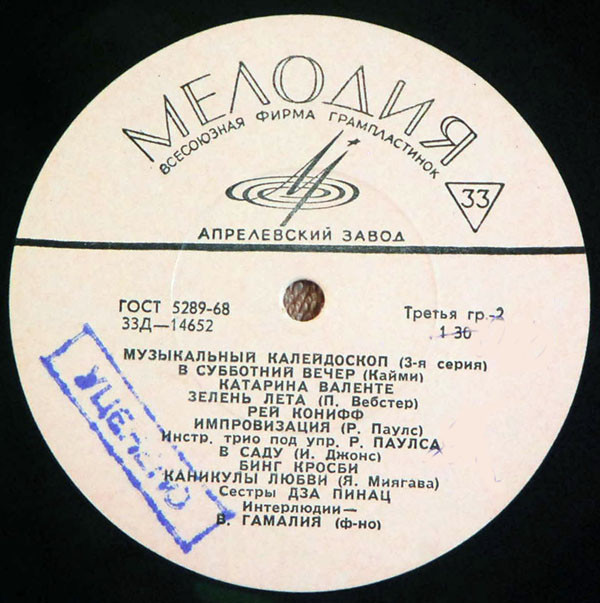 МЕЛОДИЯ
ВСЕСОЮЗНАЯ ФИРМА ГРАМПЛАСТИНОК
33
АПРЕЛЕВСКИЙ ЗАВОД
ГОСТ 5289-68
33Д—14652
Третья гр.-2
1 30
МУЗЫКАЛЬНЫЙ КАЛЕЙДОСКОП (3-я серия)
В СУББОТНИЙ ВЕЧЕР (Кайми)
КАТАРИНА ВАЛЕНТЕ
ЗЕЛЕНЬ ЛЕТА (П. Вебстер)
РЕЙ КОНИФФ
ИМПРОВИЗАЦИЯ (Р. Паулс)
Инстр. трио под упр. Р. ПАУЛСА
В САДУ (И. Джонс)
БИНГ КРОСБИ
КАНИКУЛЫ ЛЮБВИ (Я. Миягава)
Сестры ДЗА ПИНАЦ
Интерлюдии—
В. ГАМАЛИЯ (ф-но)
УЦЕНЕНО